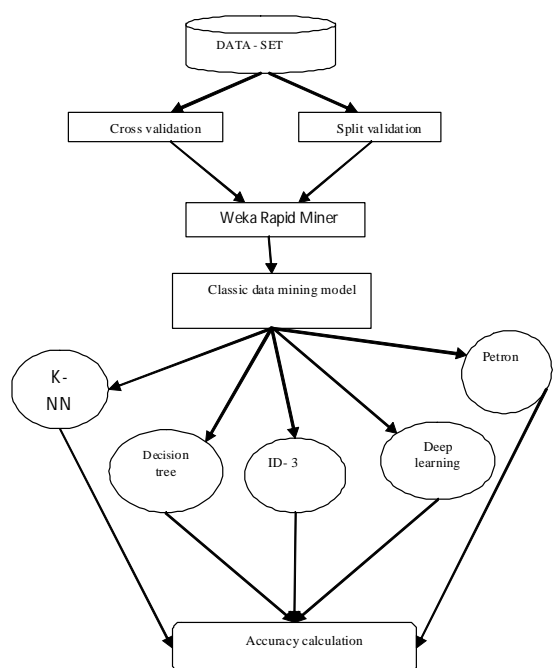 DATA - SET
Cross validation
Split validation
Weka Rapid Miner
Classic data mining model
K-
NN
Petron
Decision
tree
ID- 3
Deep
learning
Accuracy calculation